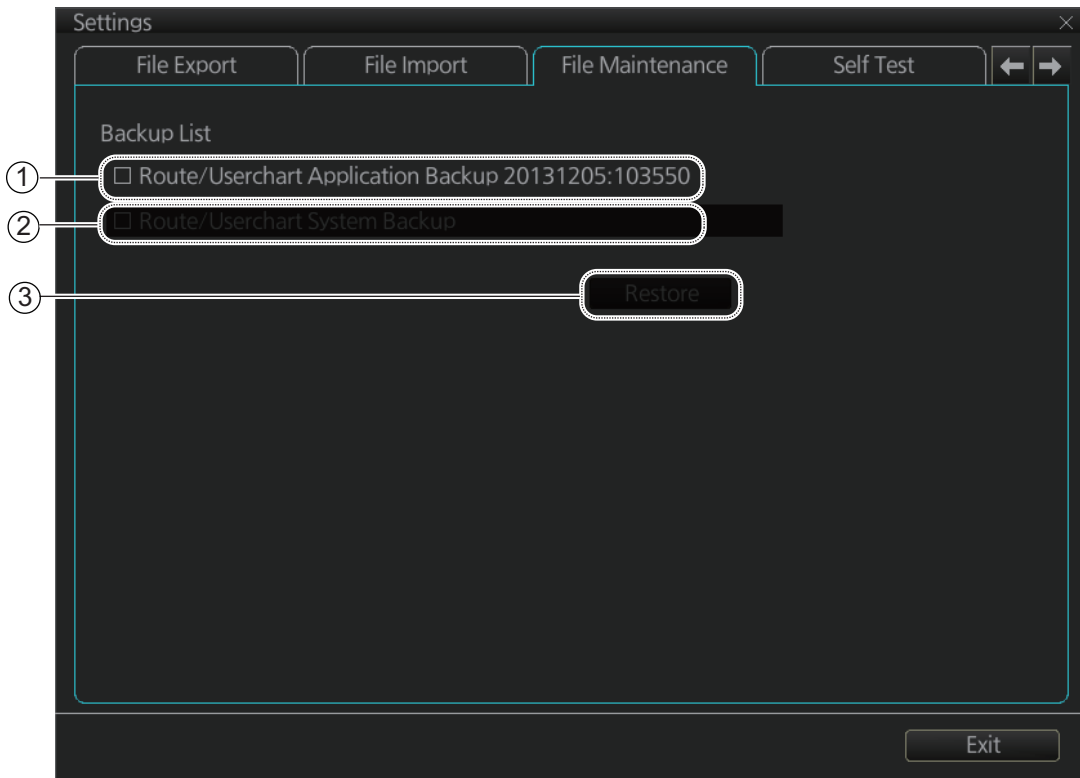 Settings
File Export File Import File Maintenance Self Test
Backup List
① Route/Userchart Application Backup 20131205:103550
② Route/Userchart System Backup
③ Restore
Exit